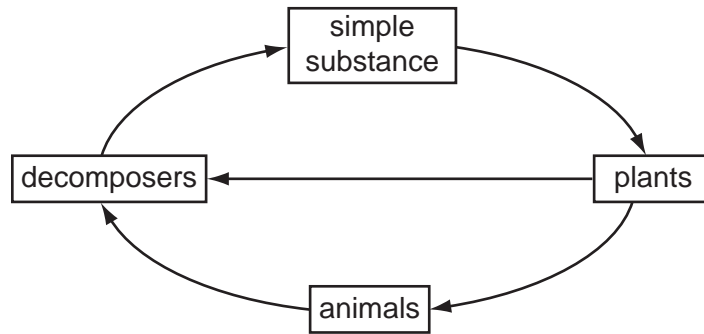 simple
substance
decomposers
plants
animals